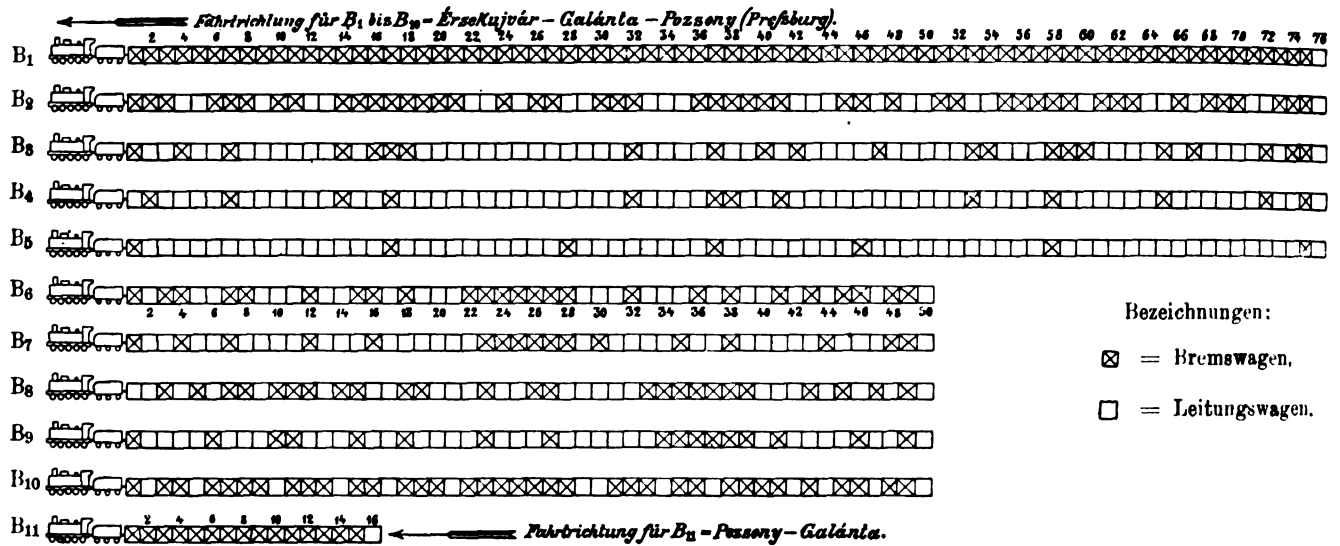 Fahrtrichtung für B₁ bis B₁₀ = Érsekujvár – Galánta – Pozsony (Preßburg).
2 4 6 8 10 12 14 16 18 20 22 24 26 28 30 32 34 36 38 40 42 44 46 48 50 52 54 56 58 60 62 64 66 68 70 72 74 76
B₁
B₂
B₃
B₄
B₅
B₆
2 4 6 8 10 12 14 16 18 20 22 24 26 28 30 32 34 36 38 40 42 44 46 48 50
Bezeichnungen:
B₇
= Bremswagen,
B₈
= Leitungswagen.
B₉
B₁₀
B₁₁
2 4 6 8 10 12 14 16
Fahrtrichtung für B₁₁ = Pozsony – Galánta.